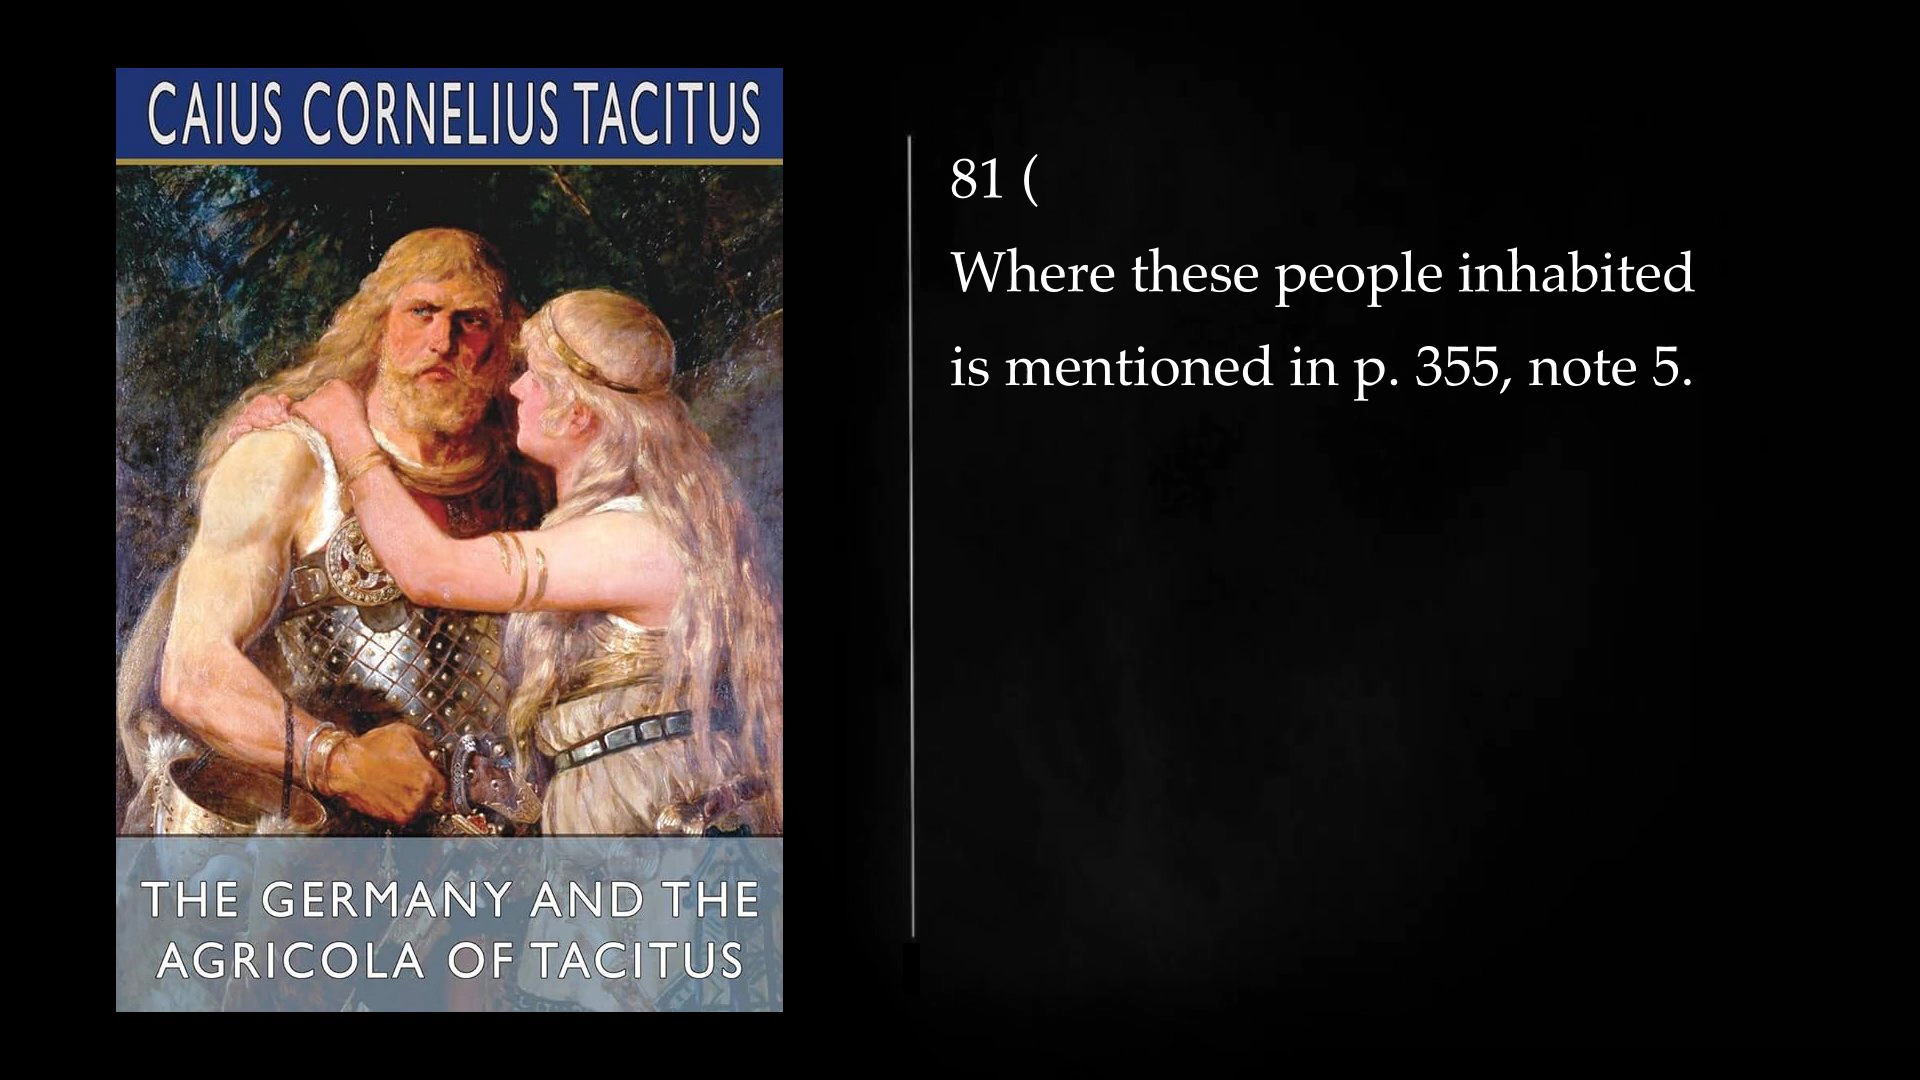 CAIUS CORNELIUS TACITUS
THE GERMANY AND THE
AGRICOLA OF TACITUS
81 (
Where these people inhabited
is mentioned in p. 355, note 5.